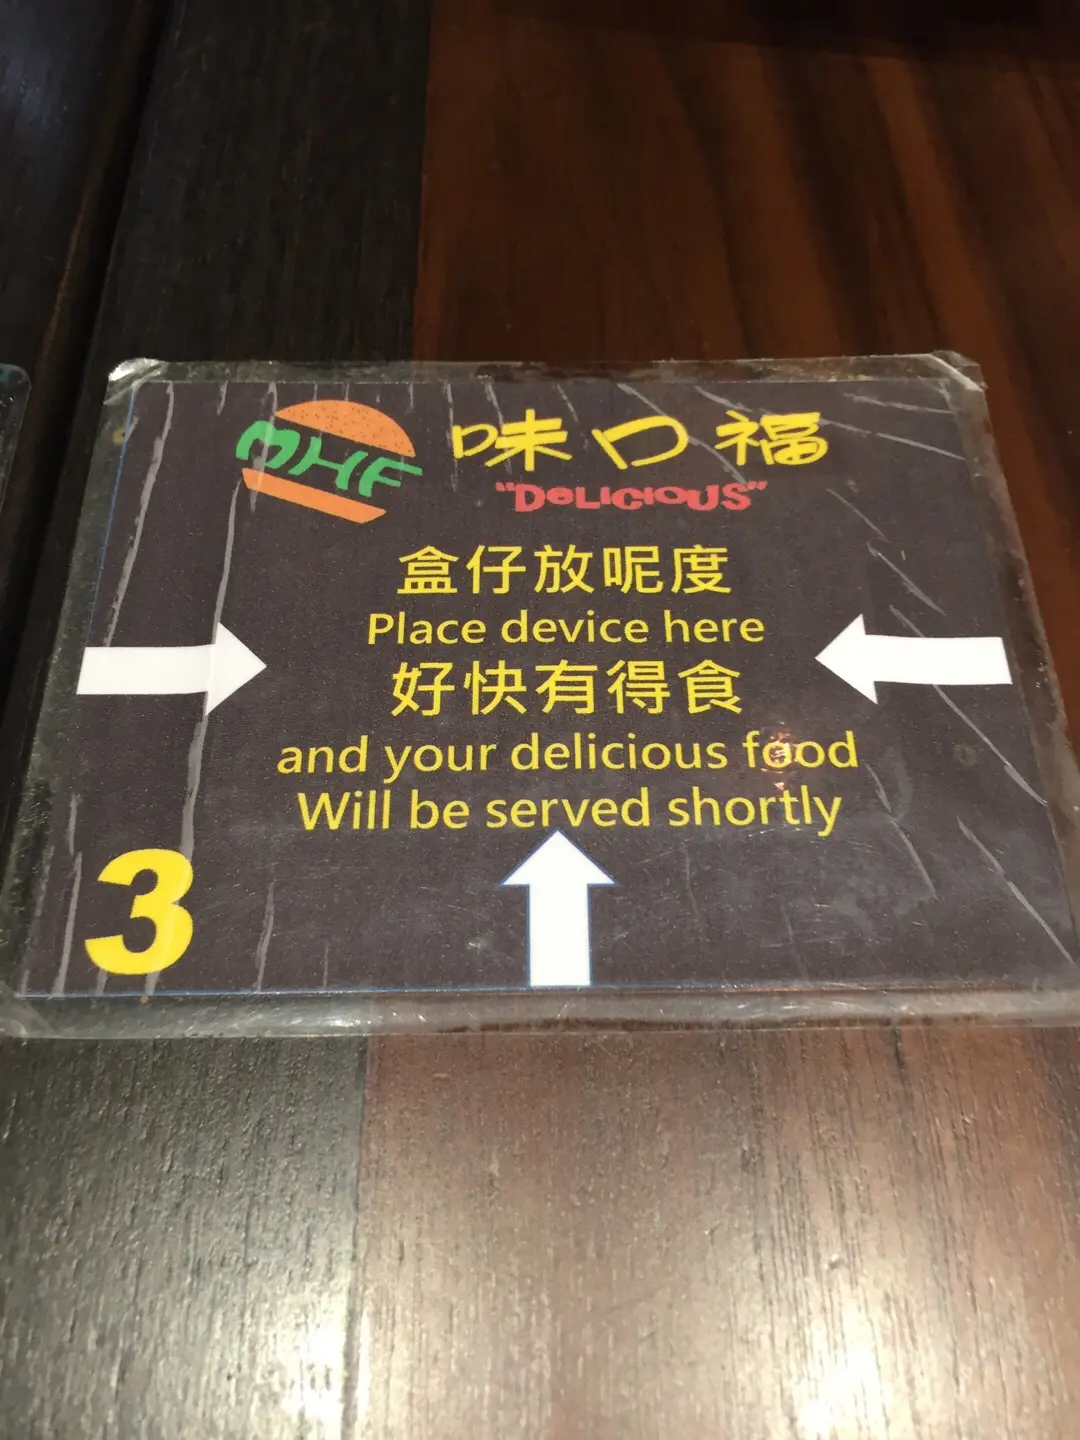 MHF
味口福
"DELICIOUS"
盒仔放呢度
Place device here
好快有得食
and your delicious food
Will be served shortly
3